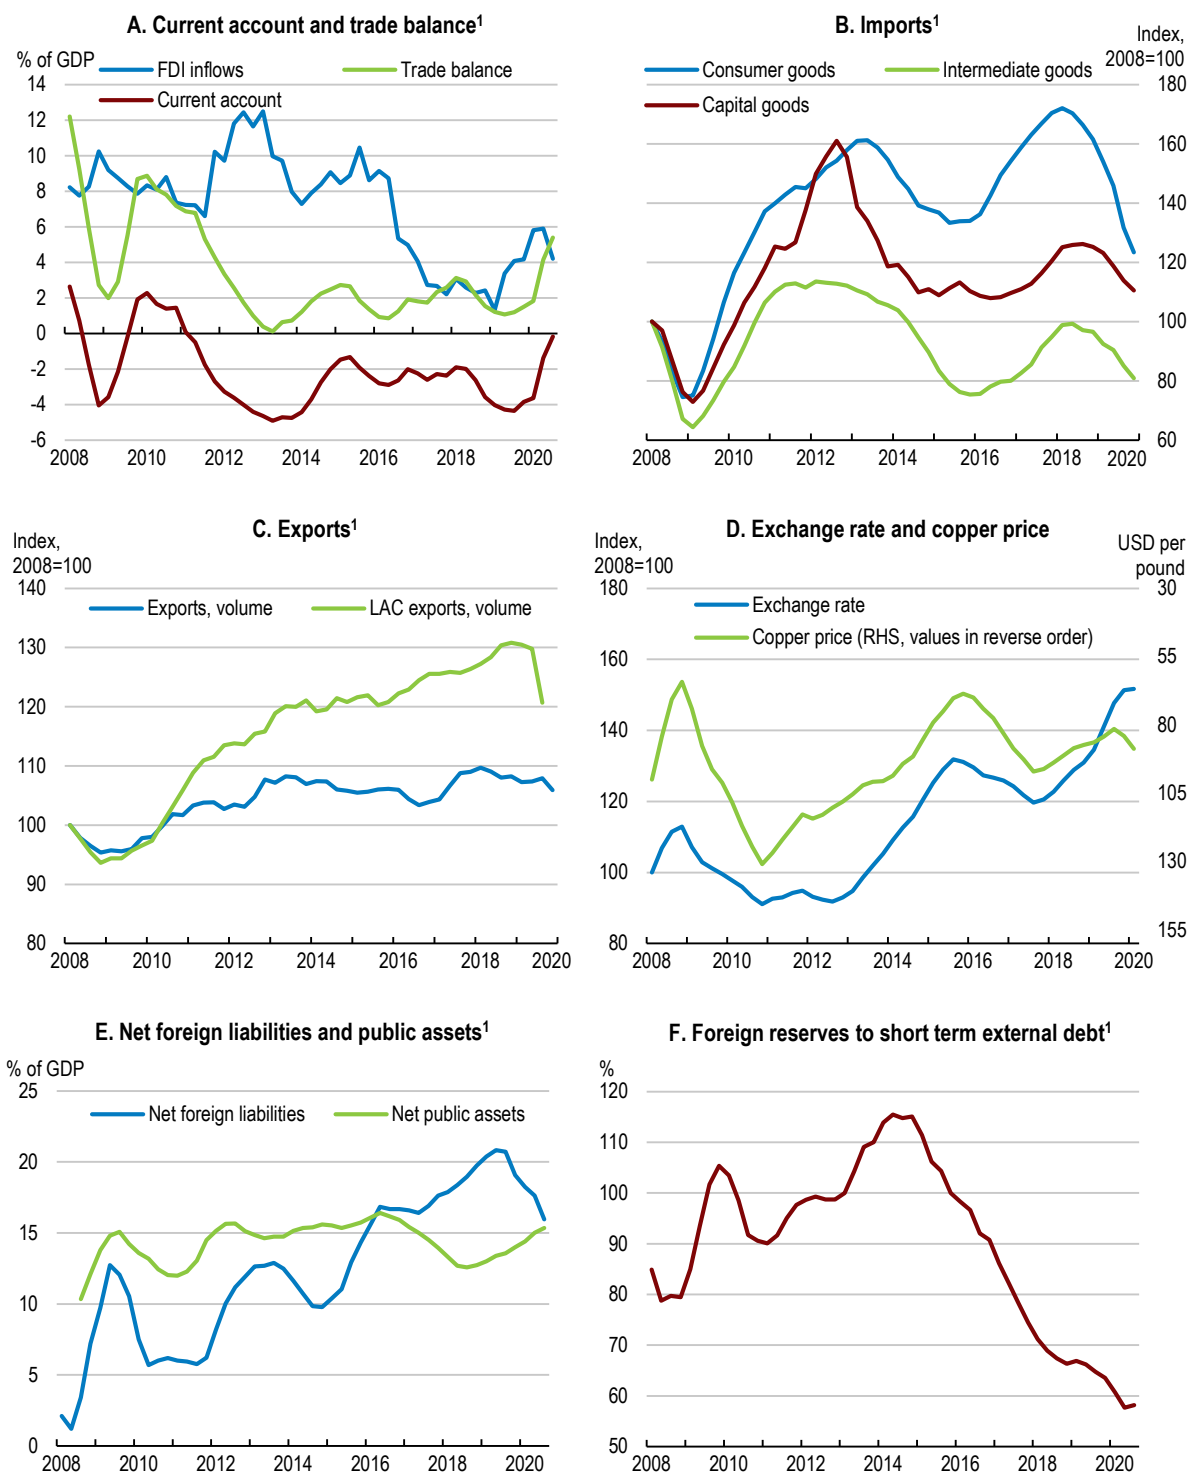 A. Current account and trade balance¹
% of GDP
FDI inflows
Trade balance
Current account
14
12
10
8
6
4
2
0
-2
-4
-6
2008 2010 2012 2014 2016 2018 2020
B. Imports¹
Index,
2008=100
Consumer goods
Intermediate goods
Capital goods
180
160
140
120
100
80
60
2008 2010 2012 2014 2016 2018 2020
C. Exports¹
Index,
2008=100
Exports, volume
LAC exports, volume
140
130
120
110
100
90
80
2008 2010 2012 2014 2016 2018 2020
D. Exchange rate and copper price
Index,
2008=100
USD per
pound
Exchange rate
Copper price (RHS, values in reverse order)
180
160
140
120
100
80
30
55
80
105
130
155
2008 2010 2012 2014 2016 2018 2020
E. Net foreign liabilities and public assets¹
% of GDP
Net foreign liabilities
Net public assets
25
20
15
10
5
0
2008 2010 2012 2014 2016 2018 2020
F. Foreign reserves to short term external debt¹
%
120
110
100
90
80
70
60
50
2008 2010 2012 2014 2016 2018 2020